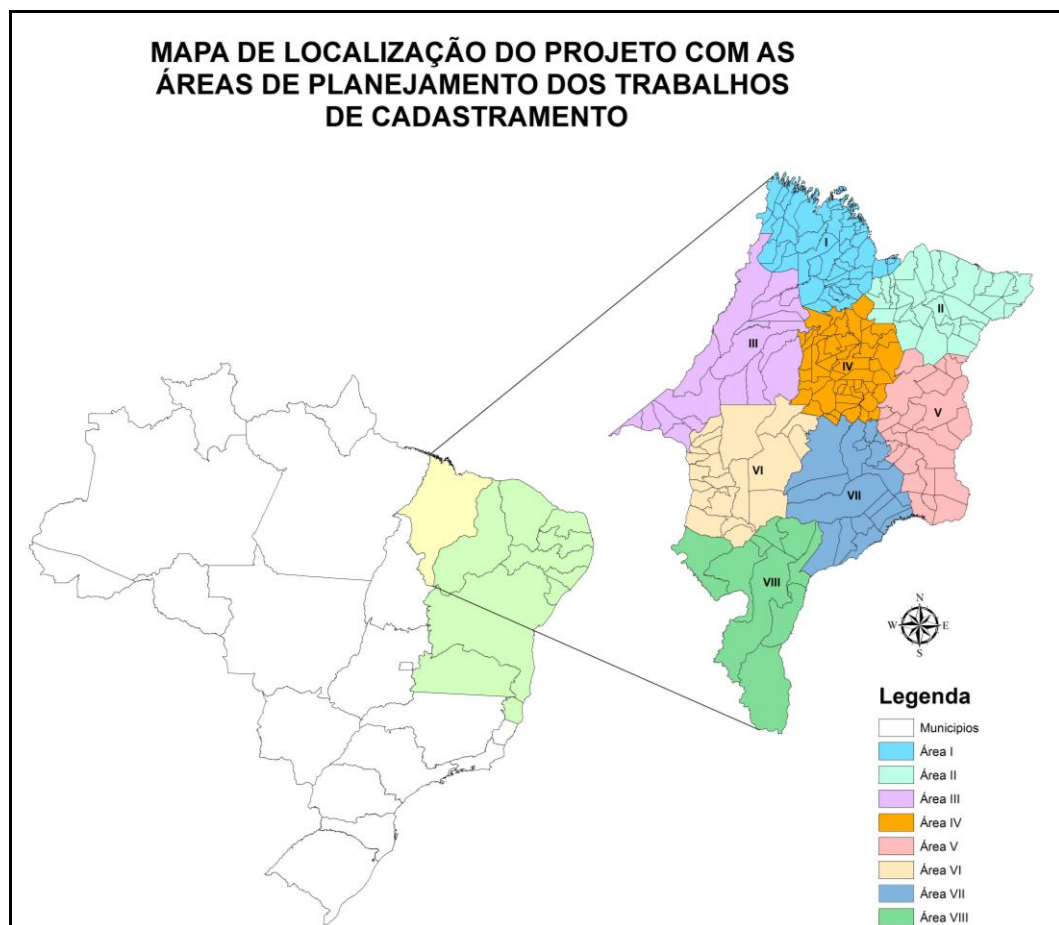 MAPA DE LOCALIZAÇÃO DO PROJETO COM AS
ÁREAS DE PLANEJAMENTO DOS TRABALHOS
DE CADASTRAMENTO
I
II
III
IV
V
VI
VII
VIII
N
W E
S
Legenda
Municipios
Área I
Área II
Área III
Área IV
Área V
Área VI
Área VII
Área VIII